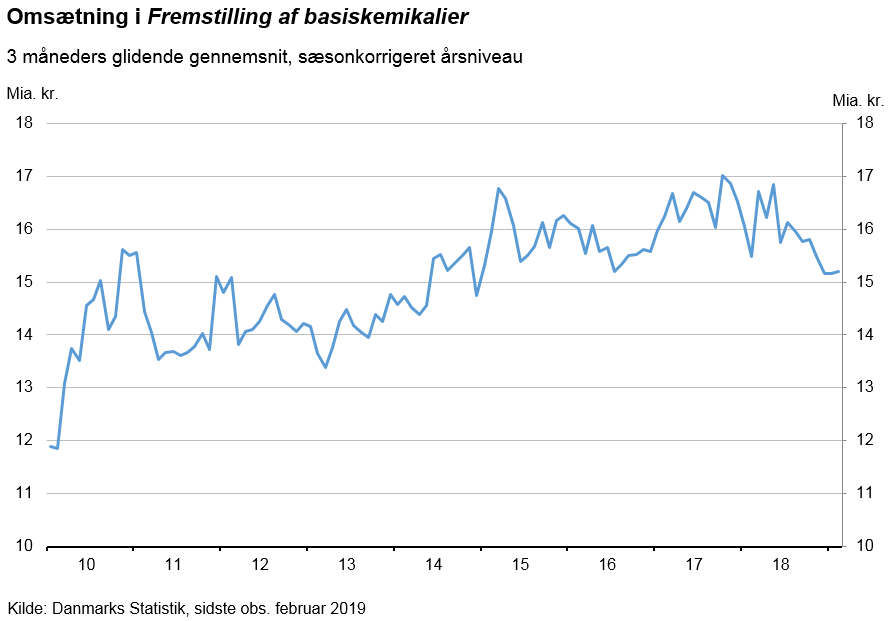 Omsætning i Fremstilling af basiskemikalier
3 måneders glidende gennemsnit, sæsonkorrigeret årsniveau
Mia. kr.
Mia. kr.
18 18
17 17
16 16
15 15
14 14
13 13
12 12
11 11
10 10
10 11 12 13 14 15 16 17 18
Kilde: Danmarks Statistik, sidste obs. februar 2019